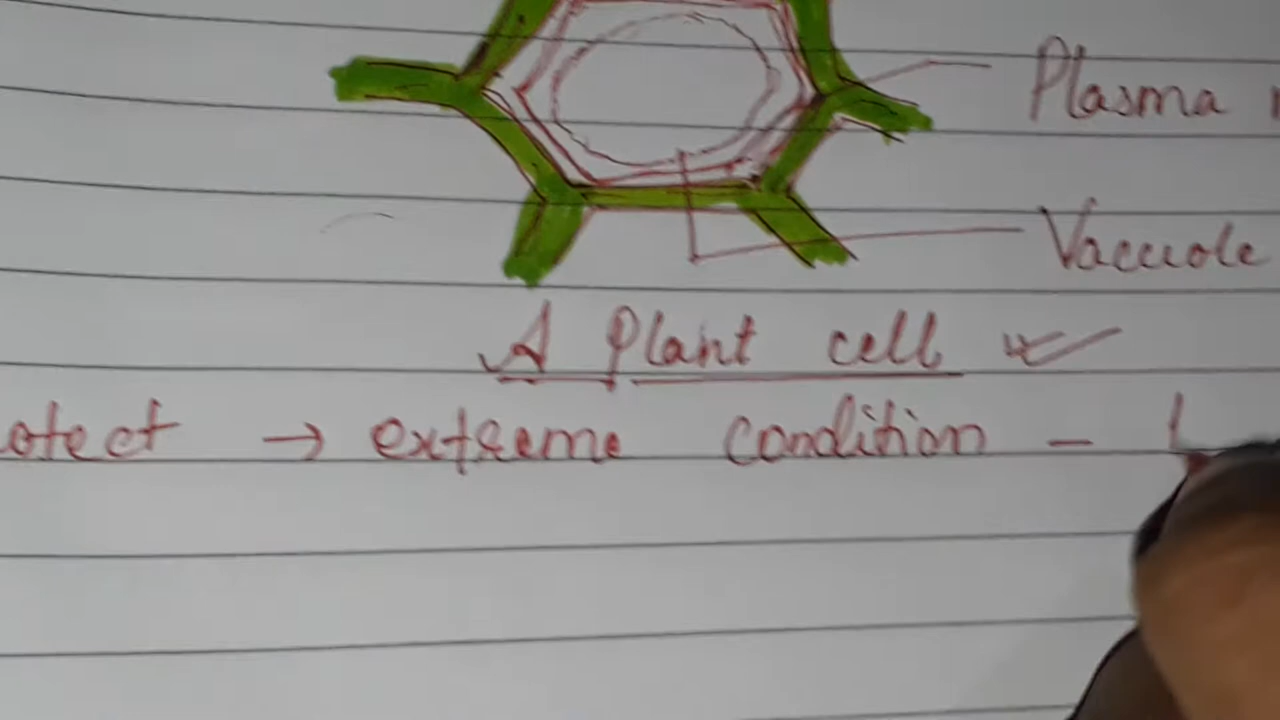 Plasma
Vacuole
A Plant cell
otect → extreme condition -